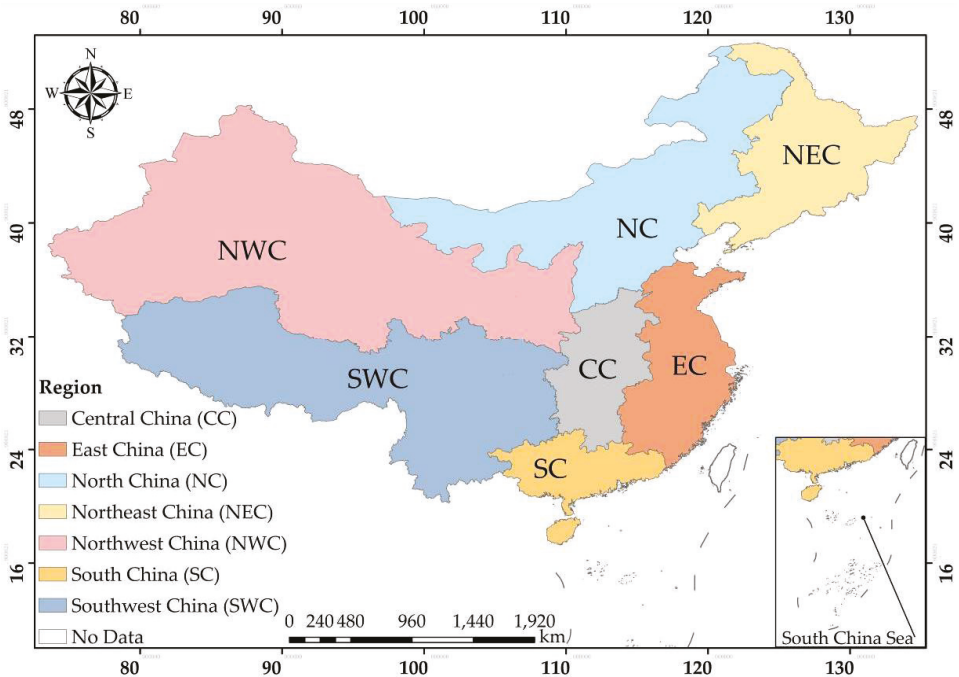 80 90 100 110 120 130
N
W E
S
48 48
NEC
40 NC 40
NWC
32 32
SWC CC EC
Region
Central China (CC)
East China (EC)
24 24
SC
North China (NC)
Northeast China (NEC)
Northwest China (NWC)
16 16
South China (SC)
Southwest China (SWC)
No Data
0 240 480 960 1,440 1,920
km
South China Sea
80 90 100 110 120 130